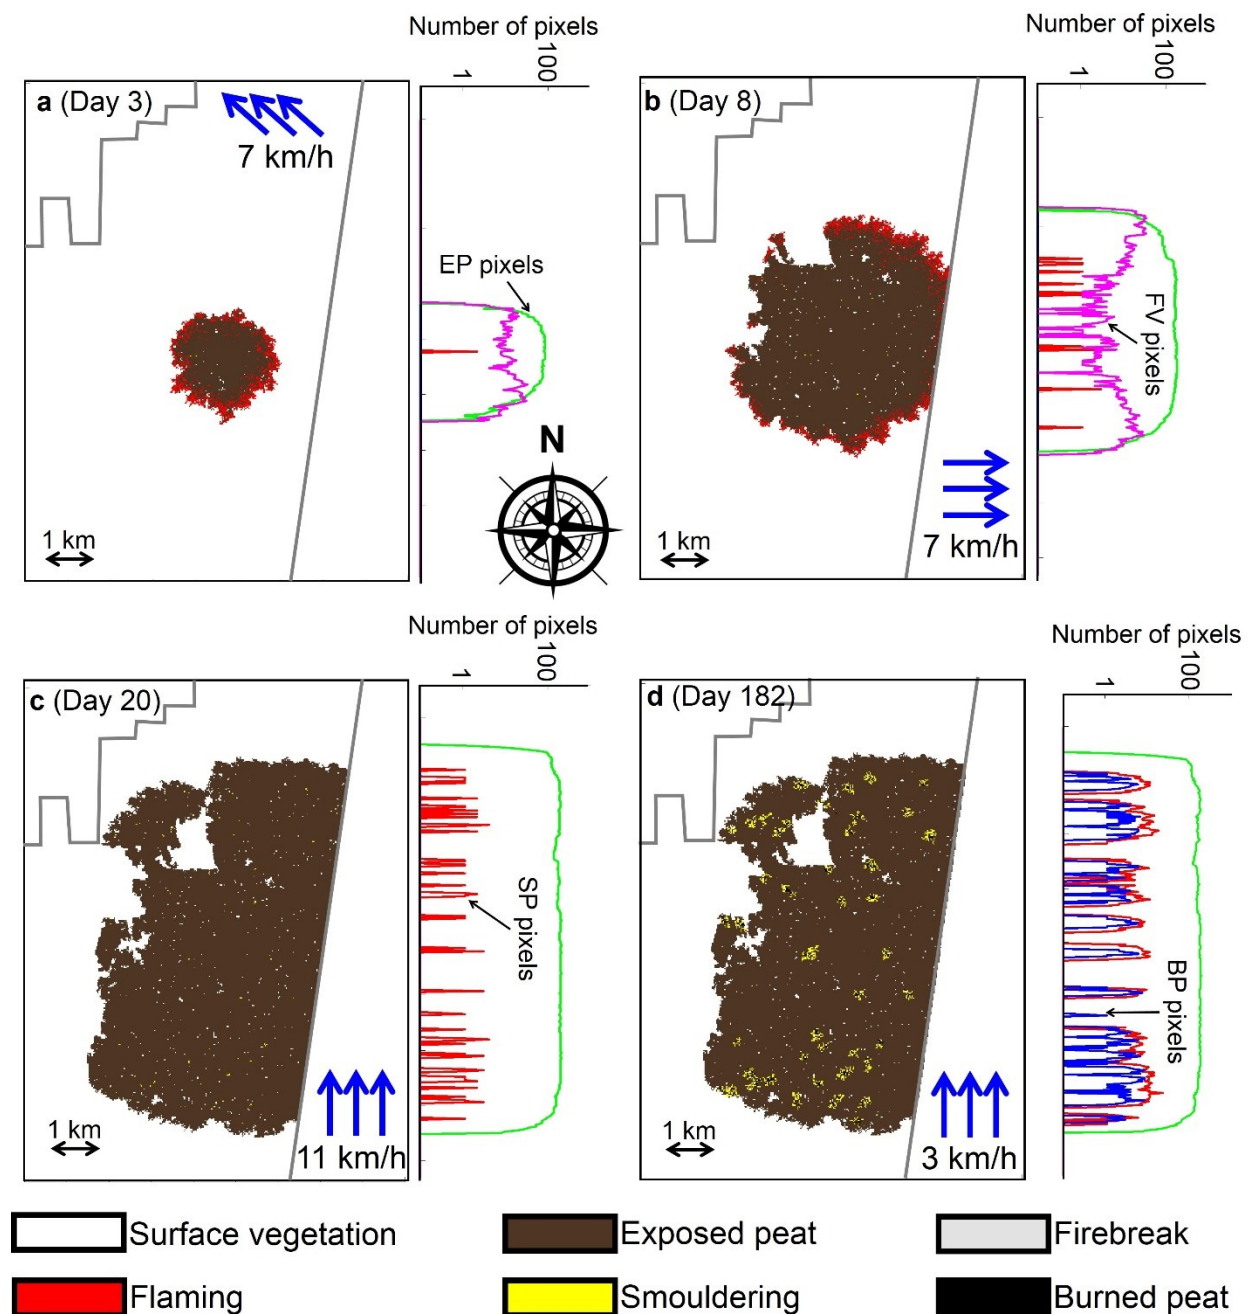 Number of pixels
1
100
a (Day 3)
7 km/h
EP pixels
1 km
N
Number of pixels
1
100
b (Day 8)
FV pixels
7 km/h
1 km
Number of pixels
1
100
c (Day 20)
SP pixels
11 km/h
1 km
Number of pixels
1
100
d (Day 182)
BP pixels
3 km/h
1 km
Surface vegetation
Exposed peat
Firebreak
Flaming
Smouldering
Burned peat